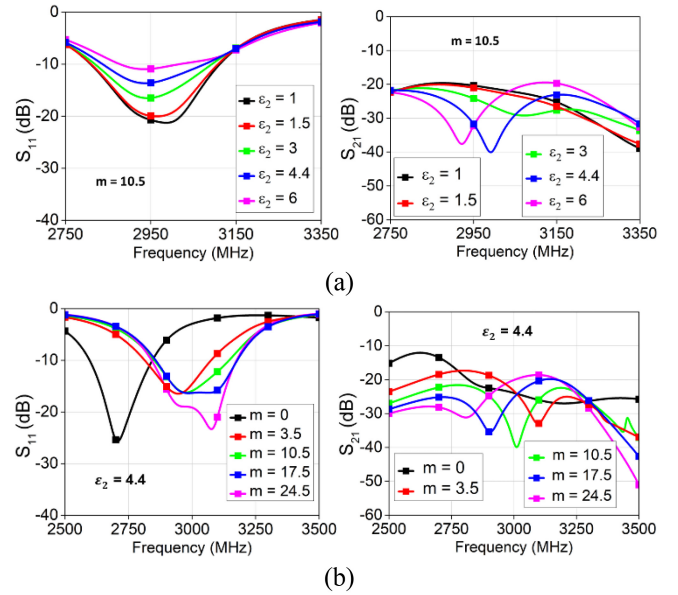 (a)
0
-10
-20
-30
-40
S11 (dB)
m = 10.5
ε2 = 1
ε2 = 1.5
ε2 = 3
ε2 = 4.4
ε2 = 6
2750 2950 3150 3350
Frequency (MHz)
0
-10
-20
-30
-40
-50
-60
S21 (dB)
m = 10.5
ε2 = 1
ε2 = 1.5
ε2 = 3
ε2 = 4.4
ε2 = 6
2750 2950 3150 3350
Frequency (MHz)
(a)
0
-10
-20
-30
-40
S11 (dB)
ε2 = 4.4
m = 0
m = 3.5
m = 10.5
m = 17.5
m = 24.5
2500 2750 3000 3250 3500
Frequency (MHz)
0
-10
-20
-30
-40
-50
-60
S21 (dB)
ε2 = 4.4
m = 0
m = 3.5
m = 10.5
m = 17.5
m = 24.5
2500 2750 3000 3250 3500
Frequency (MHz)
(b)
(b)